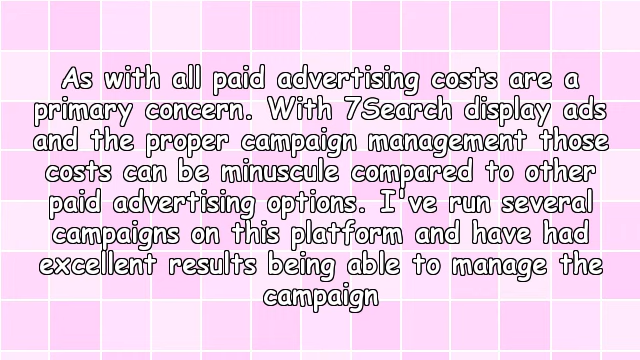 As with all paid advertising costs are a
primary concern. With 7Search display ads
and the proper campaign management those
costs can be minuscule compared to other
paid advertising options. I've run several
campaigns on this platform and have had
excellent results being able to manage the
campaign